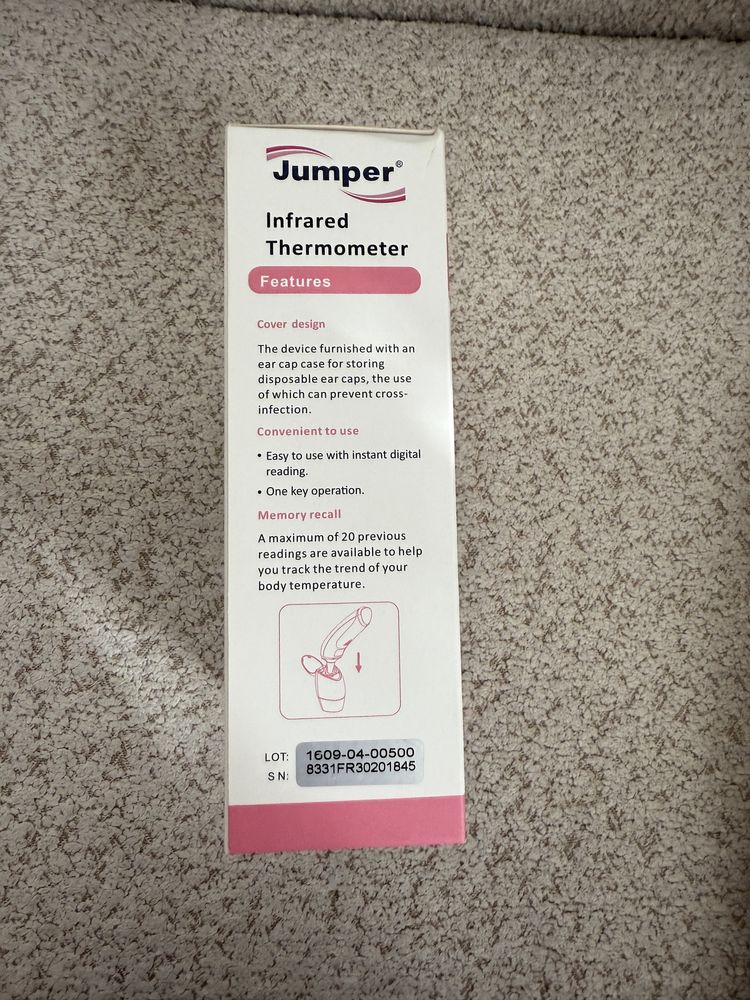 Jumper®
Infrared
Thermometer
Features
Cover design
The device furnished with an
ear cap case for storing
disposable ear caps, the use
of which can prevent cross-
infection.
Convenient to use
• Easy to use with instant digital
reading.
• One key operation.
Memory recall
A maximum of 20 previous
readings are available to help
you track the trend of your
body temperature.
LOT: 1609-04-00500
SN: 8331FR30201845